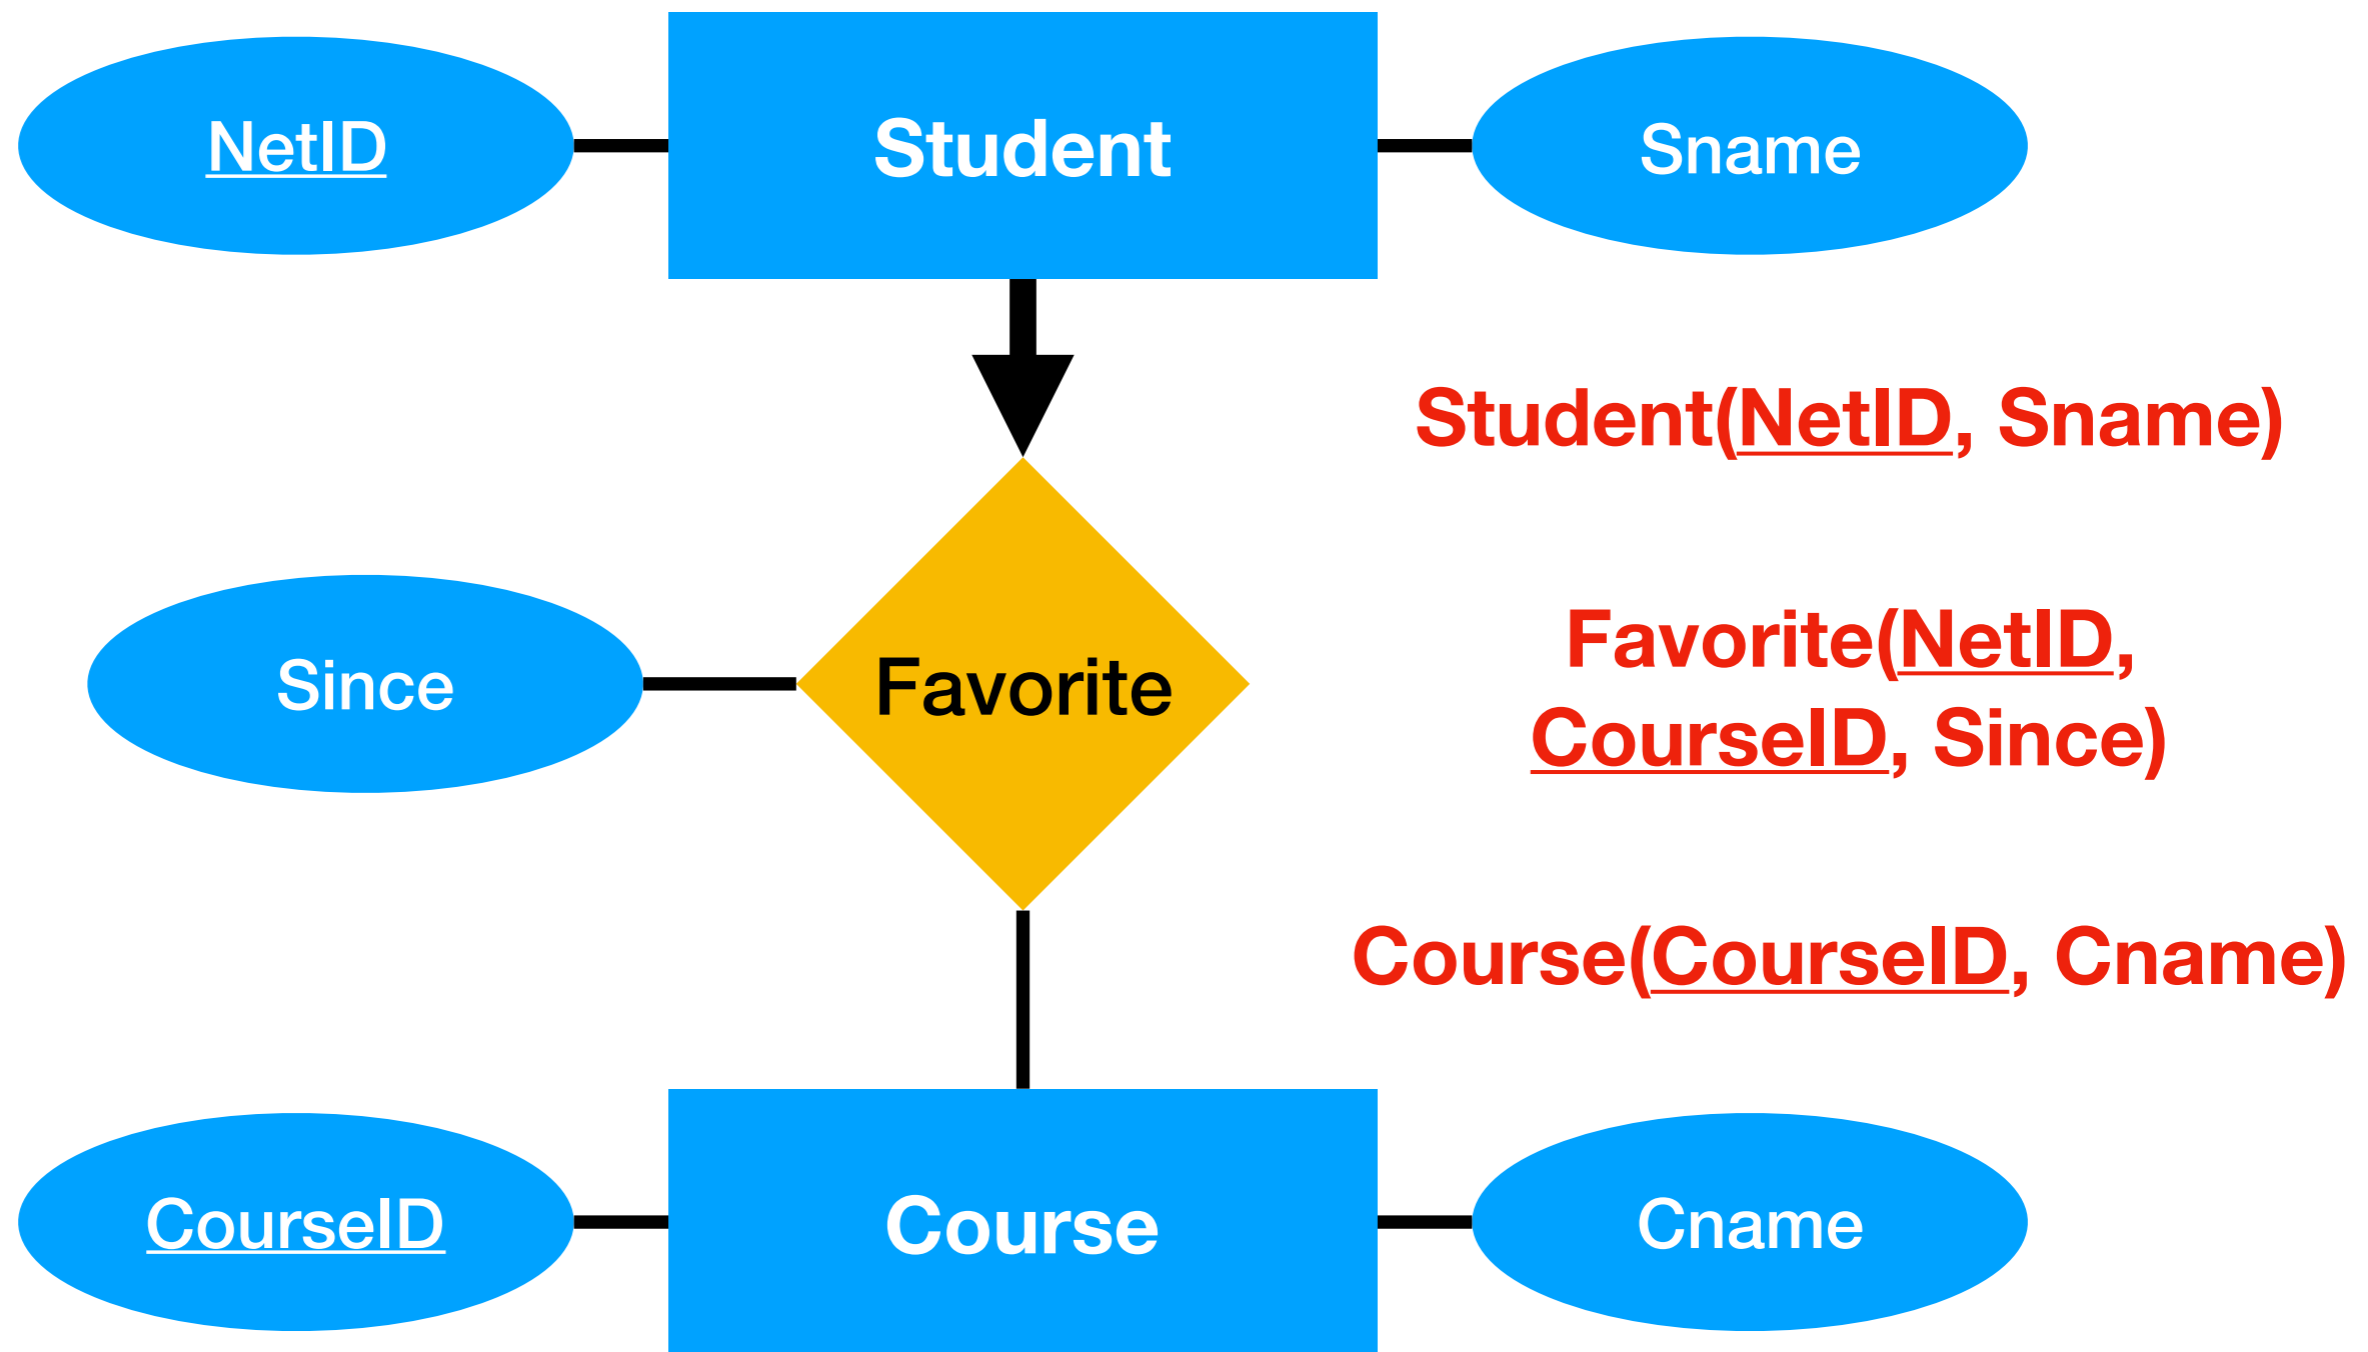 NetID
Student
Sname
Student(NetID, Sname)
Since
Favorite
Favorite(NetID,
CourseID, Since)
Course(CourseID, Cname)
CourseID
Course
Cname